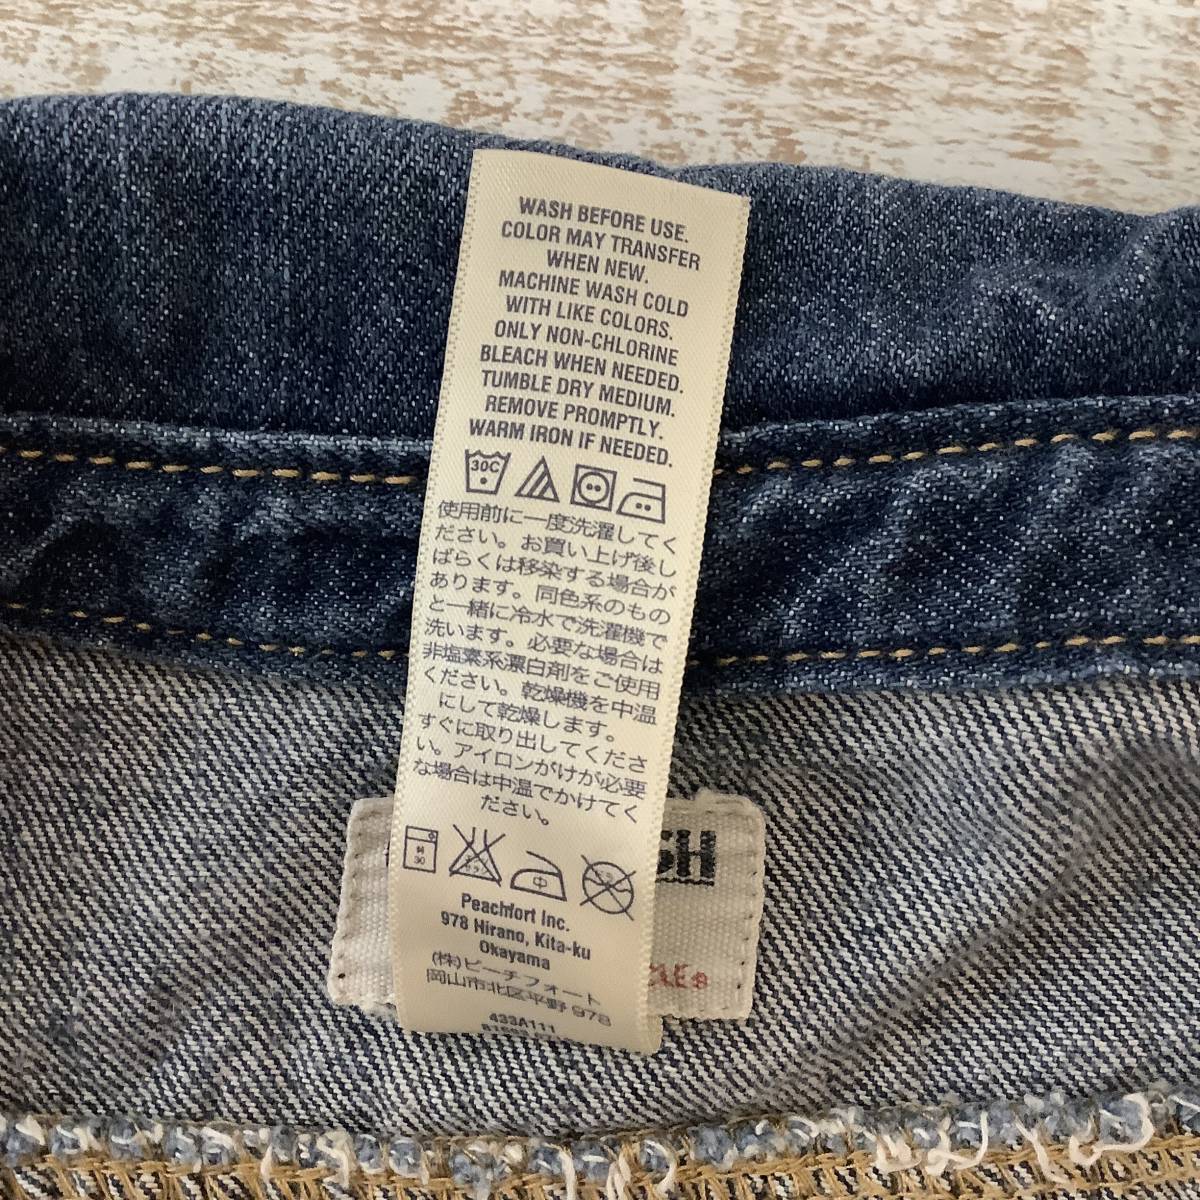 WASH BEFORE USE.
COLOR MAY TRANSFER
WHEN NEW.
MACHINE WASH COLD
WITH LIKE COLORS.
ONLY NON-CHLORINE
BLEACH WHEN NEEDED.
TUMBLE DRY MEDIUM.
REMOVE PROMPTLY.
WARM IRON IF NEEDED.
30C
使用前に一度洗濯してく
ださい。お買い上げ後し
ばらくは移染する場合が
あります。同色系のもの
と一緒に冷水で洗濯機で
洗います。必要な場合は
非塩素系漂白剤をご使用
ください。乾燥機を中温
にして乾燥します。
すぐに取り出してくださ
い。アイロンがけが必要
な場合は中温でかけてく
ださい。
弱
30
中
Peachfort Inc.
978 Hirano, Kita-ku
Okayama
(株)ピーチフォート
岡山市北区平野 978
433A111